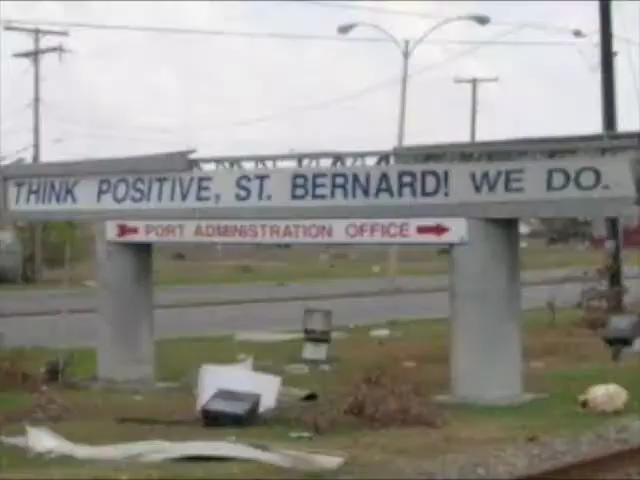 THINK POSITIVE, ST. BERNARD! WE DO.
PORT ADMINISTRATION OFFICE